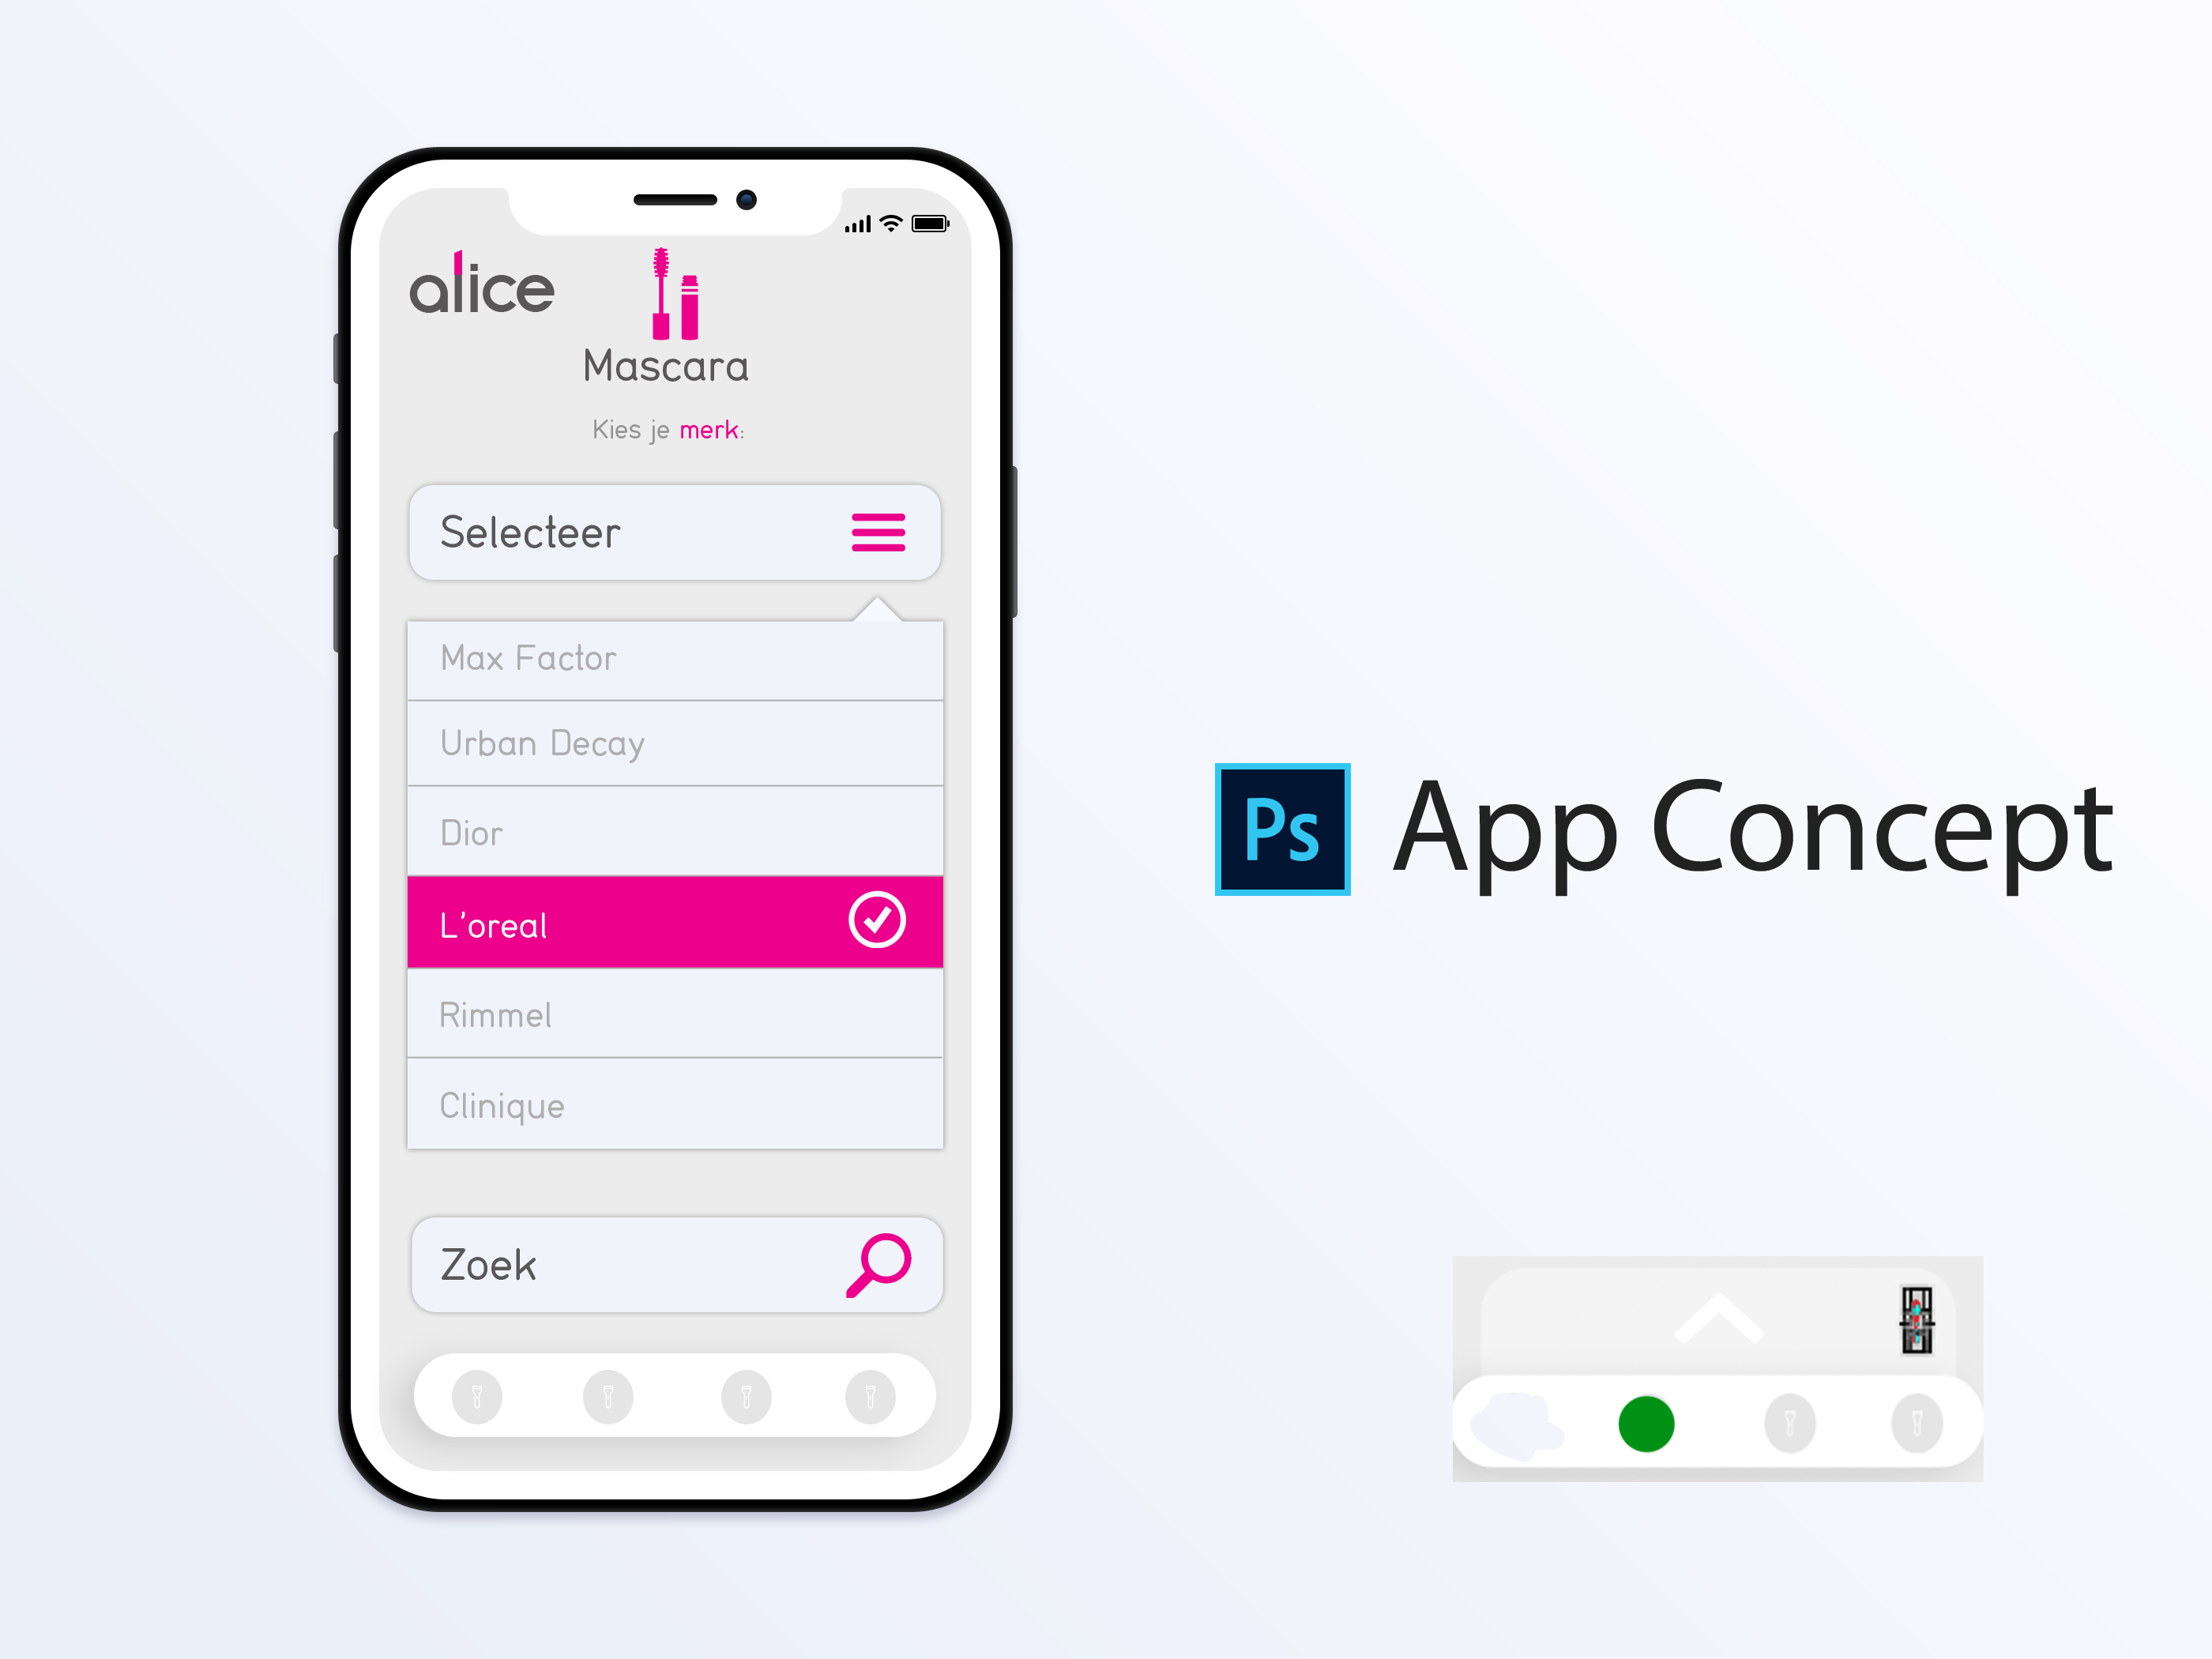 alice
Mascara
Kies je merk:
Selecteer
Max Factor
Urban Decay
Dior
L'oreal
Rimmel
Clinique
Zoek
Ps App Concept